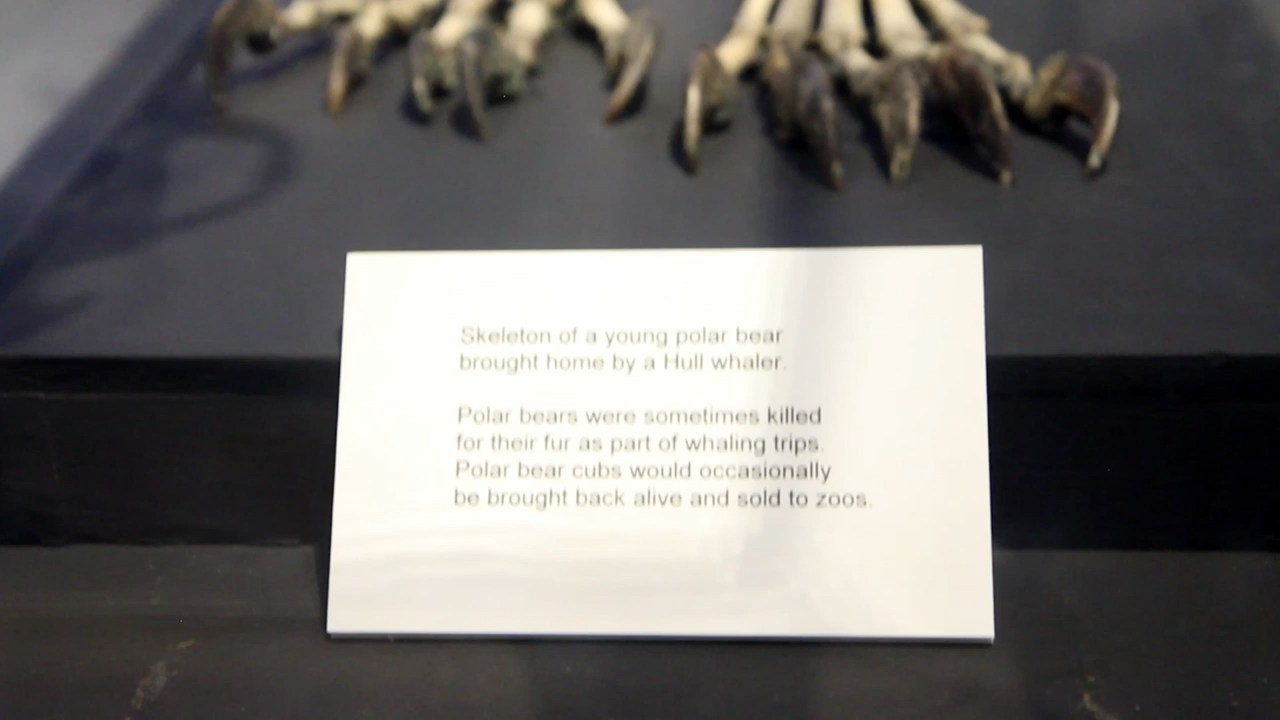 Skeleton of a young polar bear
brought home by a Hull whaler.
Polar bears were sometimes killed
for their fur as part of whaling trips.
Polar bear cubs would occasionally
be brought back alive and sold to zoos.